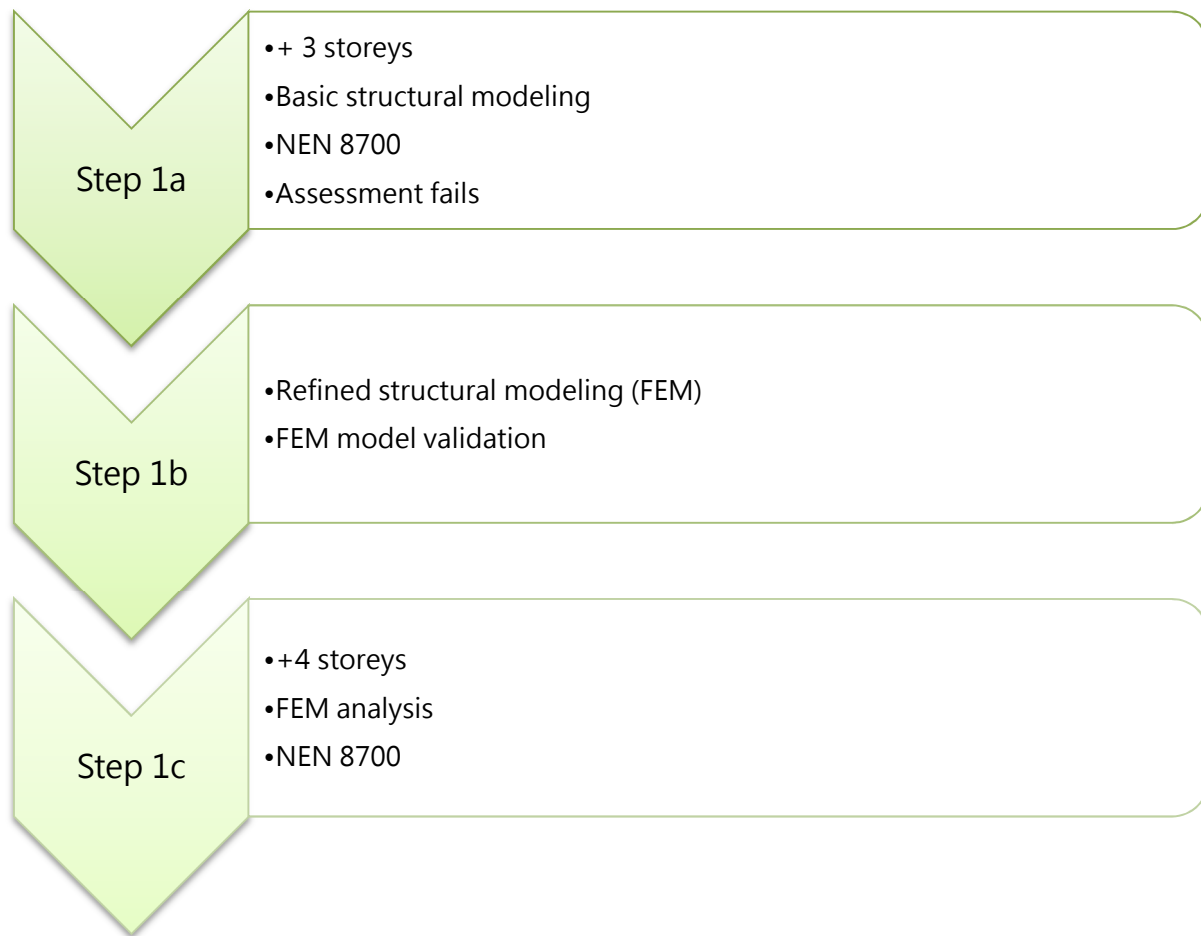 Step 1a
•+ 3 storeys
•Basic structural modeling
•NEN 8700
•Assessment fails
Step 1b
•Refined structural modeling (FEM)
•FEM model validation
Step 1c
•+4 storeys
•FEM analysis
•NEN 8700